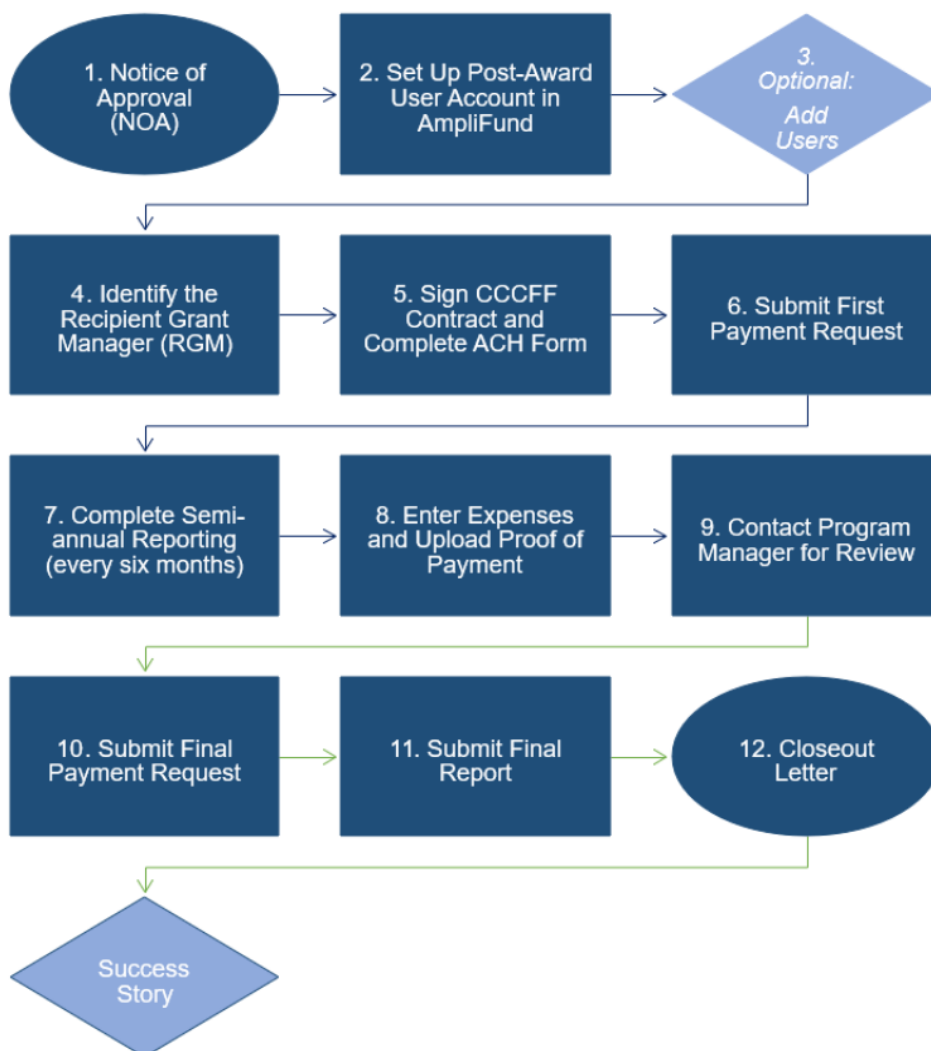 1. Notice of
Approval
(NOA)
2. Set Up Post-Award
User Account in
AmpliFund
3.
Optional:
Add
Users
4. Identify the
Recipient Grant
Manager (RGM)
5. Sign CCCFF
Contract and
Complete ACH Form
6. Submit First
Payment Request
7. Complete Semi-
annual Reporting
(every six months)
8. Enter Expenses
and Upload Proof of
Payment
9. Contact Program
Manager for Review
10. Submit Final
Payment Request
11. Submit Final
Report
12. Closeout
Letter
Success
Story